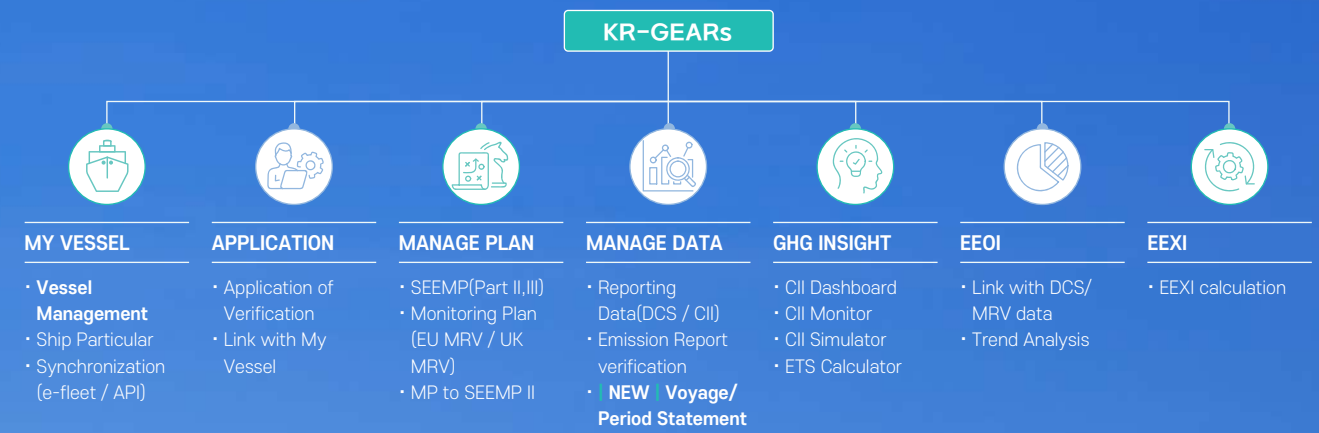 KR-GEARs
MY VESSEL
· Vessel
Management
· Ship Particular
· Synchronization
(e-fleet / API)
APPLICATION
· Application of
Verification
· Link with My
Vessel
MANAGE PLAN
· SEEMP(Part II,III)
· Monitoring Plan
(EU MRV / UK
MRV)
· MP to SEEMP II
MANAGE DATA
· Reporting
Data(DCS / CII)
· Emission Report
verification
· | NEW | Voyage/
Period Statement
GHG INSIGHT
· CII Dashboard
· CII Monitor
· CII Simulator
· ETS Calculator
EEOI
· Link with DCS/
MRV data
· Trend Analysis
EEXI
· EEXI calculation